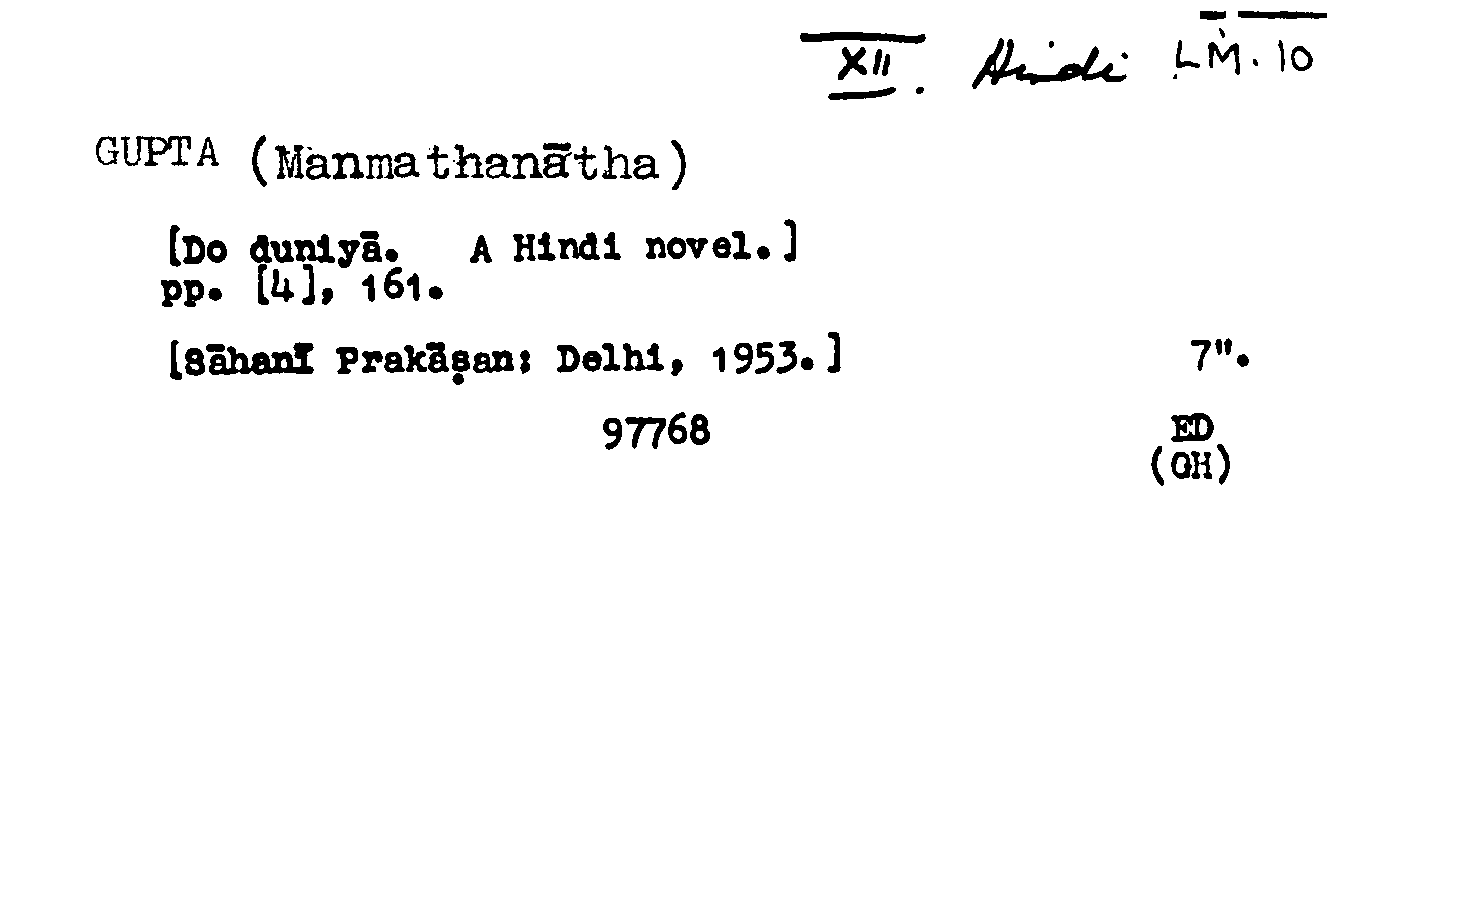 XII. Hindi LM. 10
GUPTA (Manmathanātha)
[Do duniyā. A Hindi novel.]
pp. [4], 161.
[Sāhanī Prakāṣan: Delhi, 1953.] 7".
97768 ED
(GH)